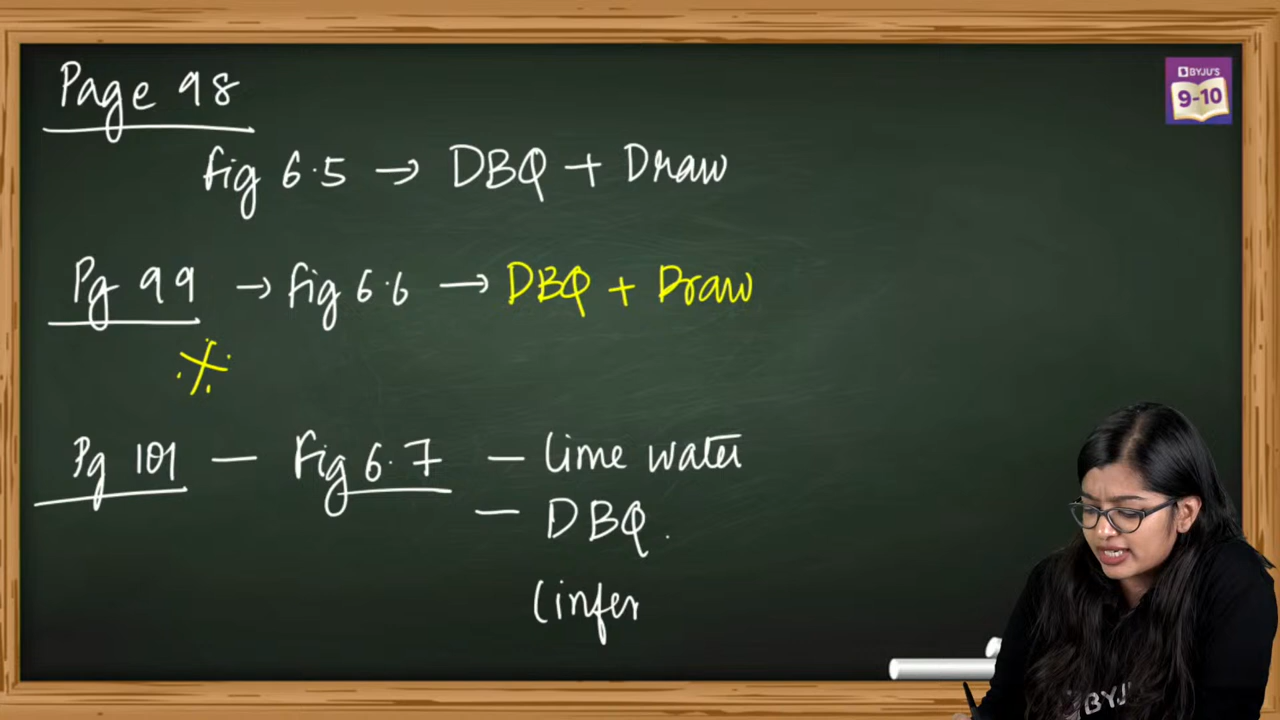 Page 98
BYJU'S
9-10
fig 6.5 → DBQ + Draw
Pg 99 → fig 6.6 → DBQ + Draw
Pg 101 — Fig 6.7 — lime water
— DBQ.
(infer
BYJ